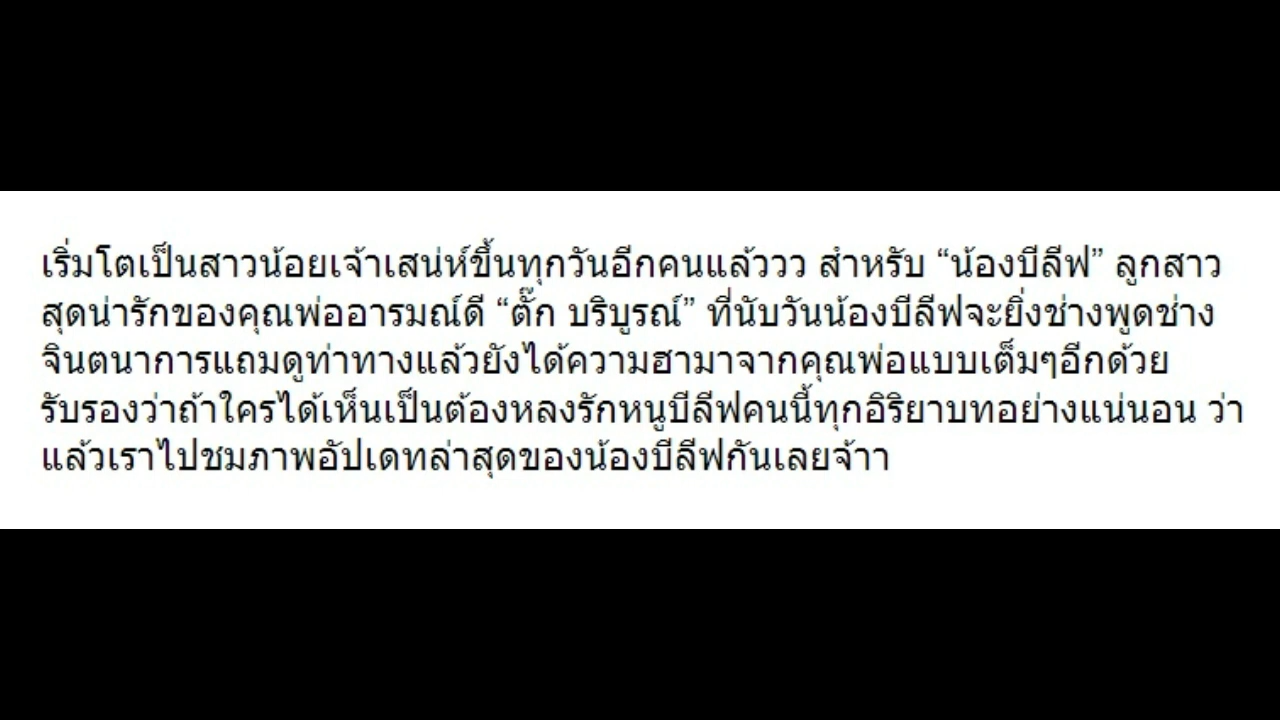 เริ่มโตเป็นสาวน้อยเจ้าเสน่ห์ขึ้นทุกวันอีกคนแล้ววว สำหรับ “น้องบีลีฟ” ลูกสาว
สุดน่ารักของคุณพ่ออารมณ์ดี “ตั๊ก บริบูรณ์” ที่นับวันน้องบีลีฟจะยิ่งช่างพูดช่าง
จินตนาการแถมดูท่าทางแล้วยังได้ความฮามาจากคุณพ่อแบบเต็มๆอีกด้วย
รับรองว่าถ้าใครได้เห็นเป็นต้องหลงรักหนูบีลีฟคนนี้ทุกอิริยาบทอย่างแน่นอน ว่า
แล้วเราไปชมภาพอัปเดทล่าสุดของน้องบีลีฟกันเลยจ้าา